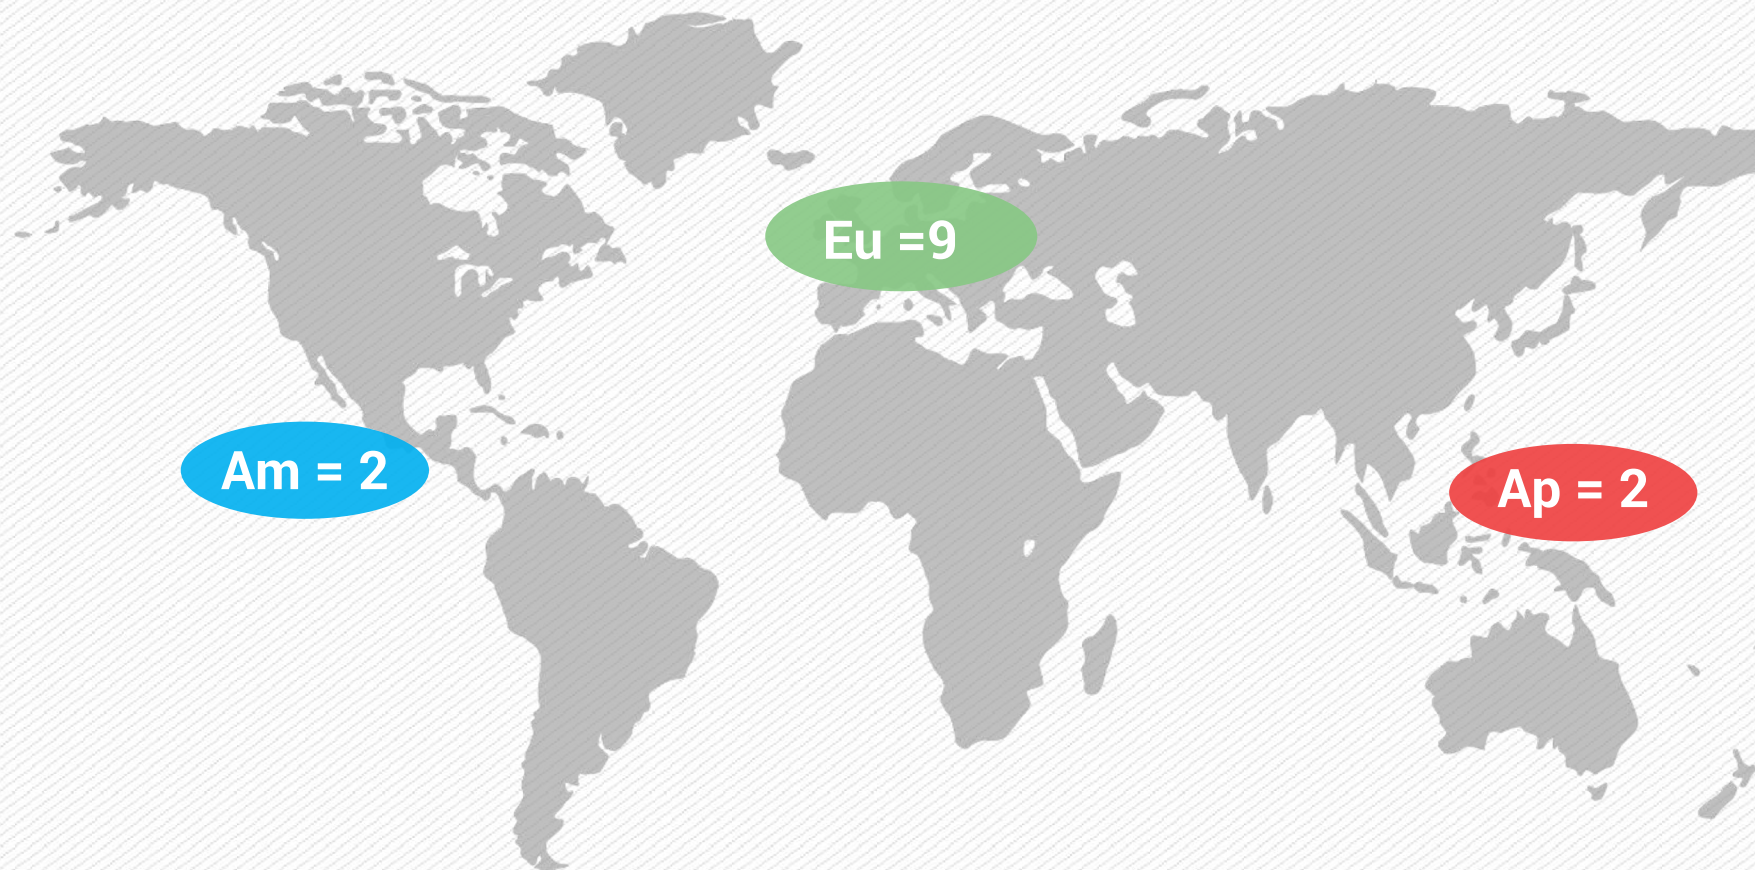 Eu =9
Am = 2
Ap = 2